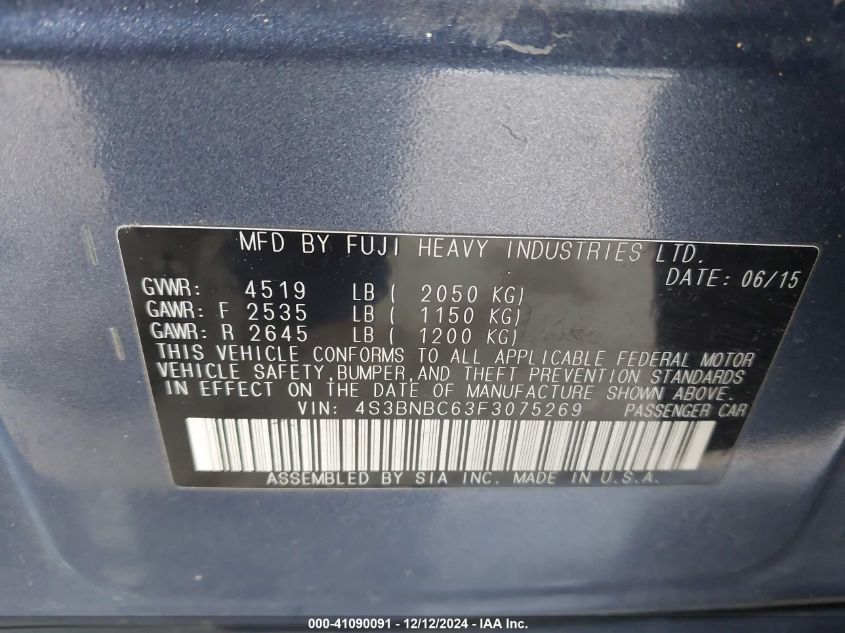 MFD BY FUJI HEAVY INDUSTRIES LTD.
DATE: 06/15
GVWR: 4519 LB ( 2050 KG)
GAWR: F 2535 LB ( 1150 KG)
GAWR: R 2645 LB ( 1200 KG)
THIS VEHICLE CONFORMS TO ALL APPLICABLE FEDERAL MOTOR
VEHICLE SAFETY,BUMPER,AND THEFT PREVENTION STANDARDS
IN EFFECT ON THE DATE OF MANUFACTURE SHOWN ABOVE.
VIN: 4S3BNBC63F3075269 PASSENGER CAR
ASSEMBLED BY SIA INC. MADE IN U.S.A.
000-41090091 - 12/12/2024 - IAA Inc.